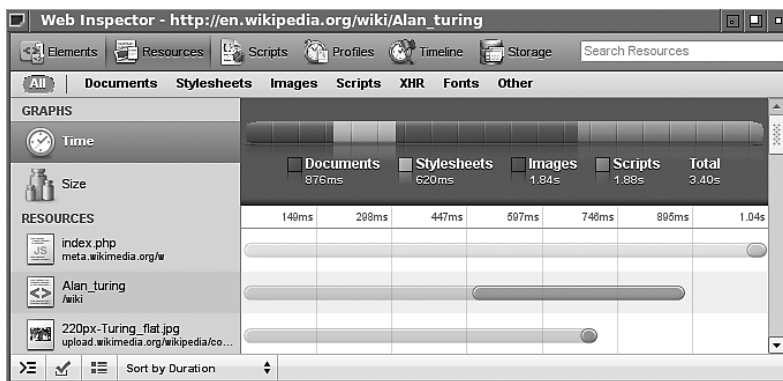 Web Inspector - http://en.wikipedia.org/wiki/Alan_turing
Elements Resources Scripts Profiles Timeline Storage Search Resources
All Documents Stylesheets Images Scripts XHR Fonts Other
GRAPHS
Time
Size
Documents Stylesheets Images Scripts Total
876ms 620ms 1.84s 1.88s 3.40s
RESOURCES 149ms 298ms 447ms 597ms 746ms 895ms 1.04s
JS
index.php
meta.wikimedia.org/w
Alan_turing
/wiki
220px-Turing_flat.jpg
upload.wikimedia.org/wikipedia/co...
Sort by Duration